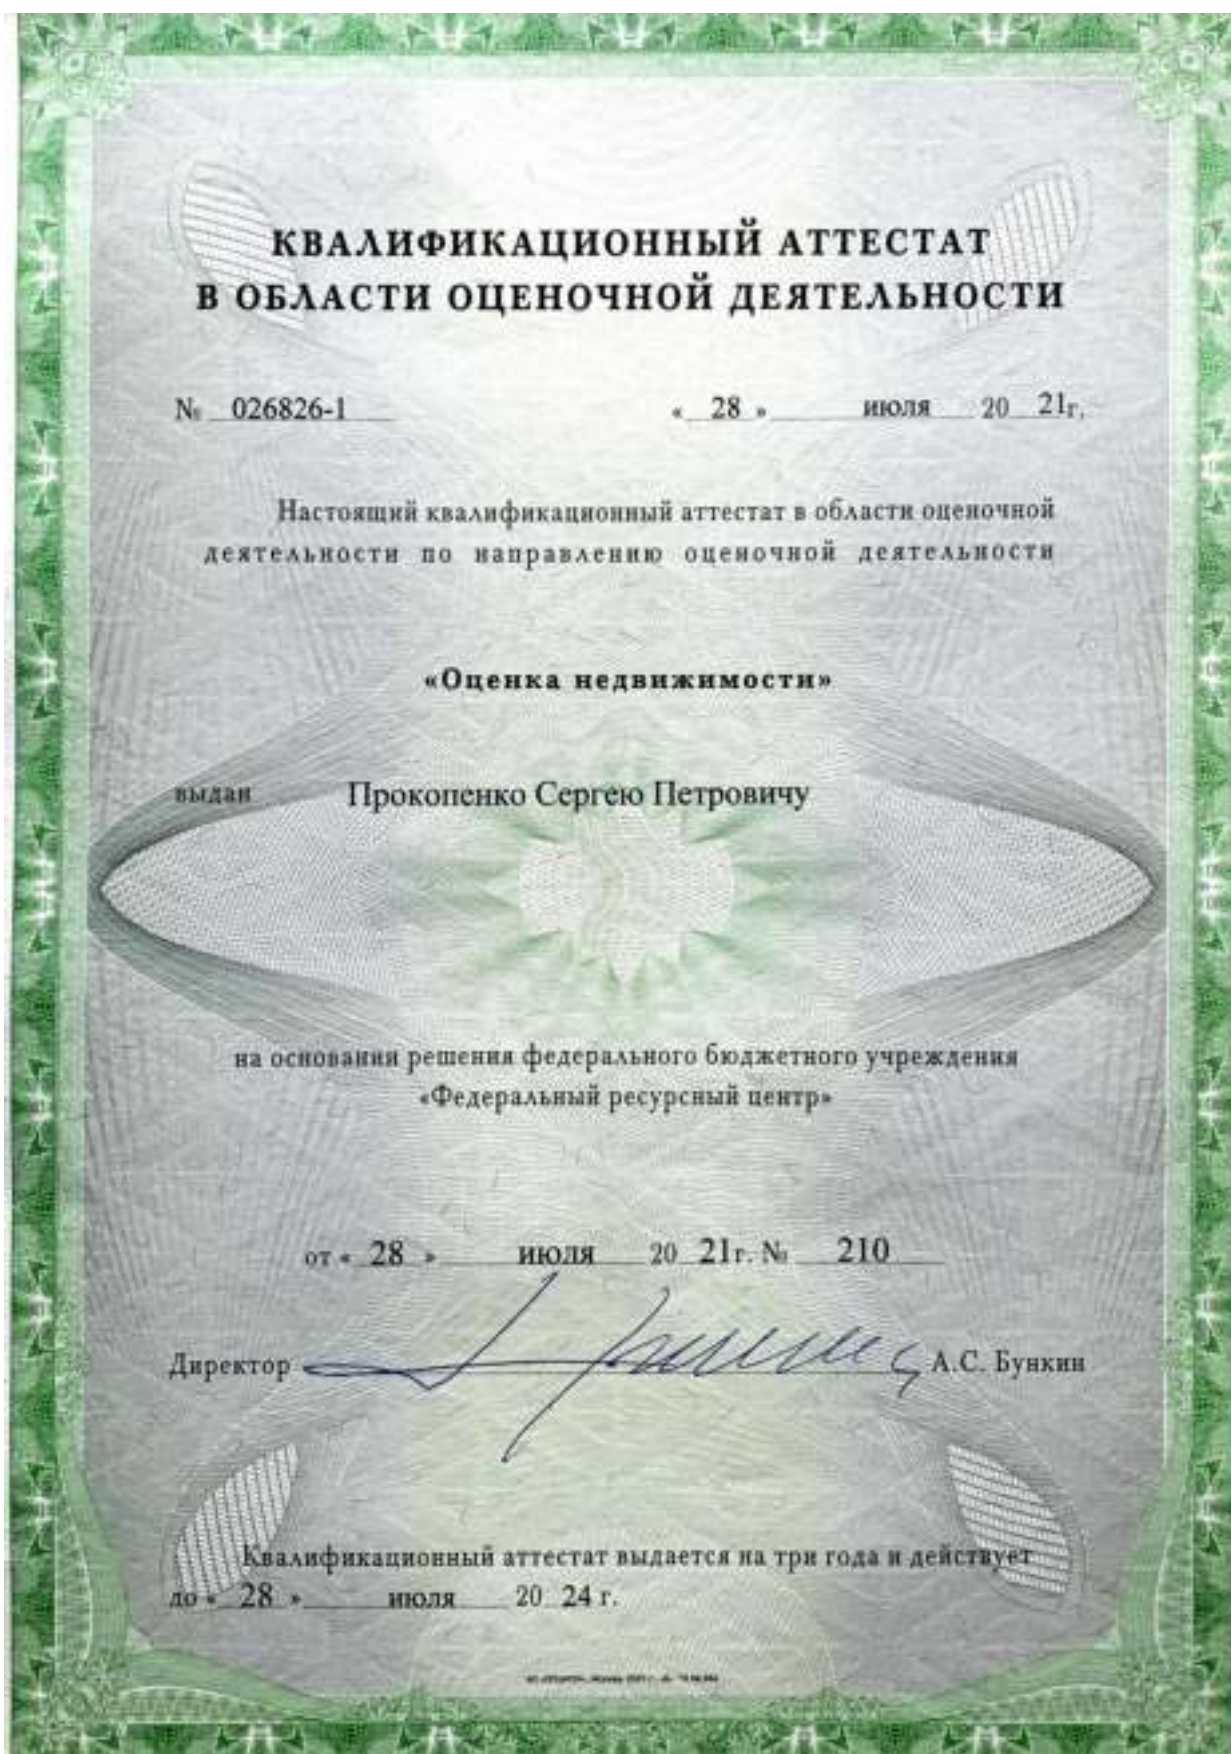 КВАЛИФИКАЦИОННЫЙ АТТЕСТАТ
В ОБЛАСТИ ОЦЕНОЧНОЙ ДЕЯТЕЛЬНОСТИ
№ 026826-1 « 28 » июля 20 21г.
Настоящий квалификационный аттестат в области оценочной
деятельности по направлению оценочной деятельности
«Оценка недвижимости»
выдан Прокопенко Сергею Петровичу
на основании решения федерального бюджетного учреждения
«Федеральный ресурсный центр»
от « 28 » июля 20 21г. № 210
Директор А.С. Бункин
Квалификационный аттестат выдается на три года и действует
до « 28 » июля 20 24 г.